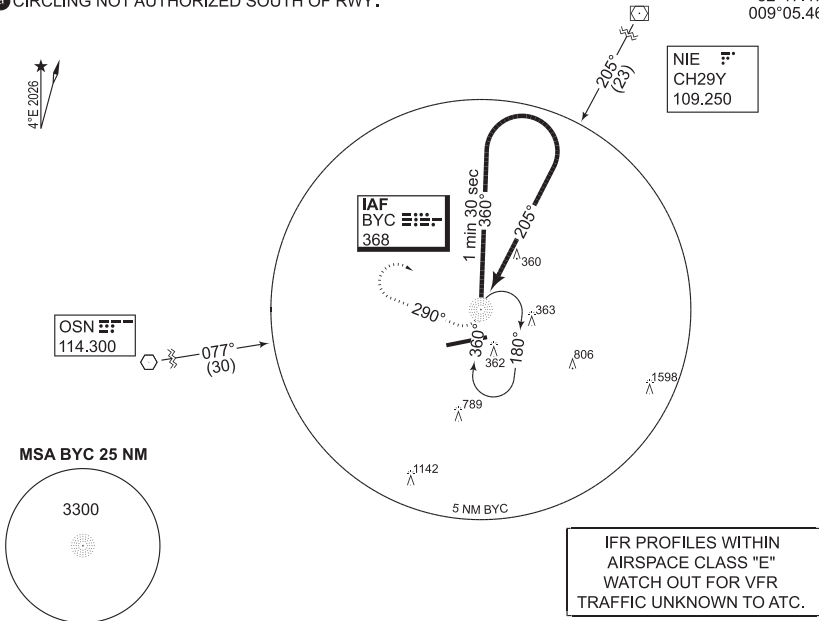 CIRCLING NOT AUTHORIZED SOUTH OF RWY.
009°05.46
4°E 2026
205°
(23)
NIE
CH29Y
109.250
IAF
BYC
368
1 min 30 sec
360°
205°
360
290°
363
360°
180°
362
806
1598
789
1142
OSN
114.300
077°
(30)
5 NM BYC
MSA BYC 25 NM
3300
IFR PROFILES WITHIN
AIRSPACE CLASS "E"
WATCH OUT FOR VFR
TRAFFIC UNKNOWN TO ATC.